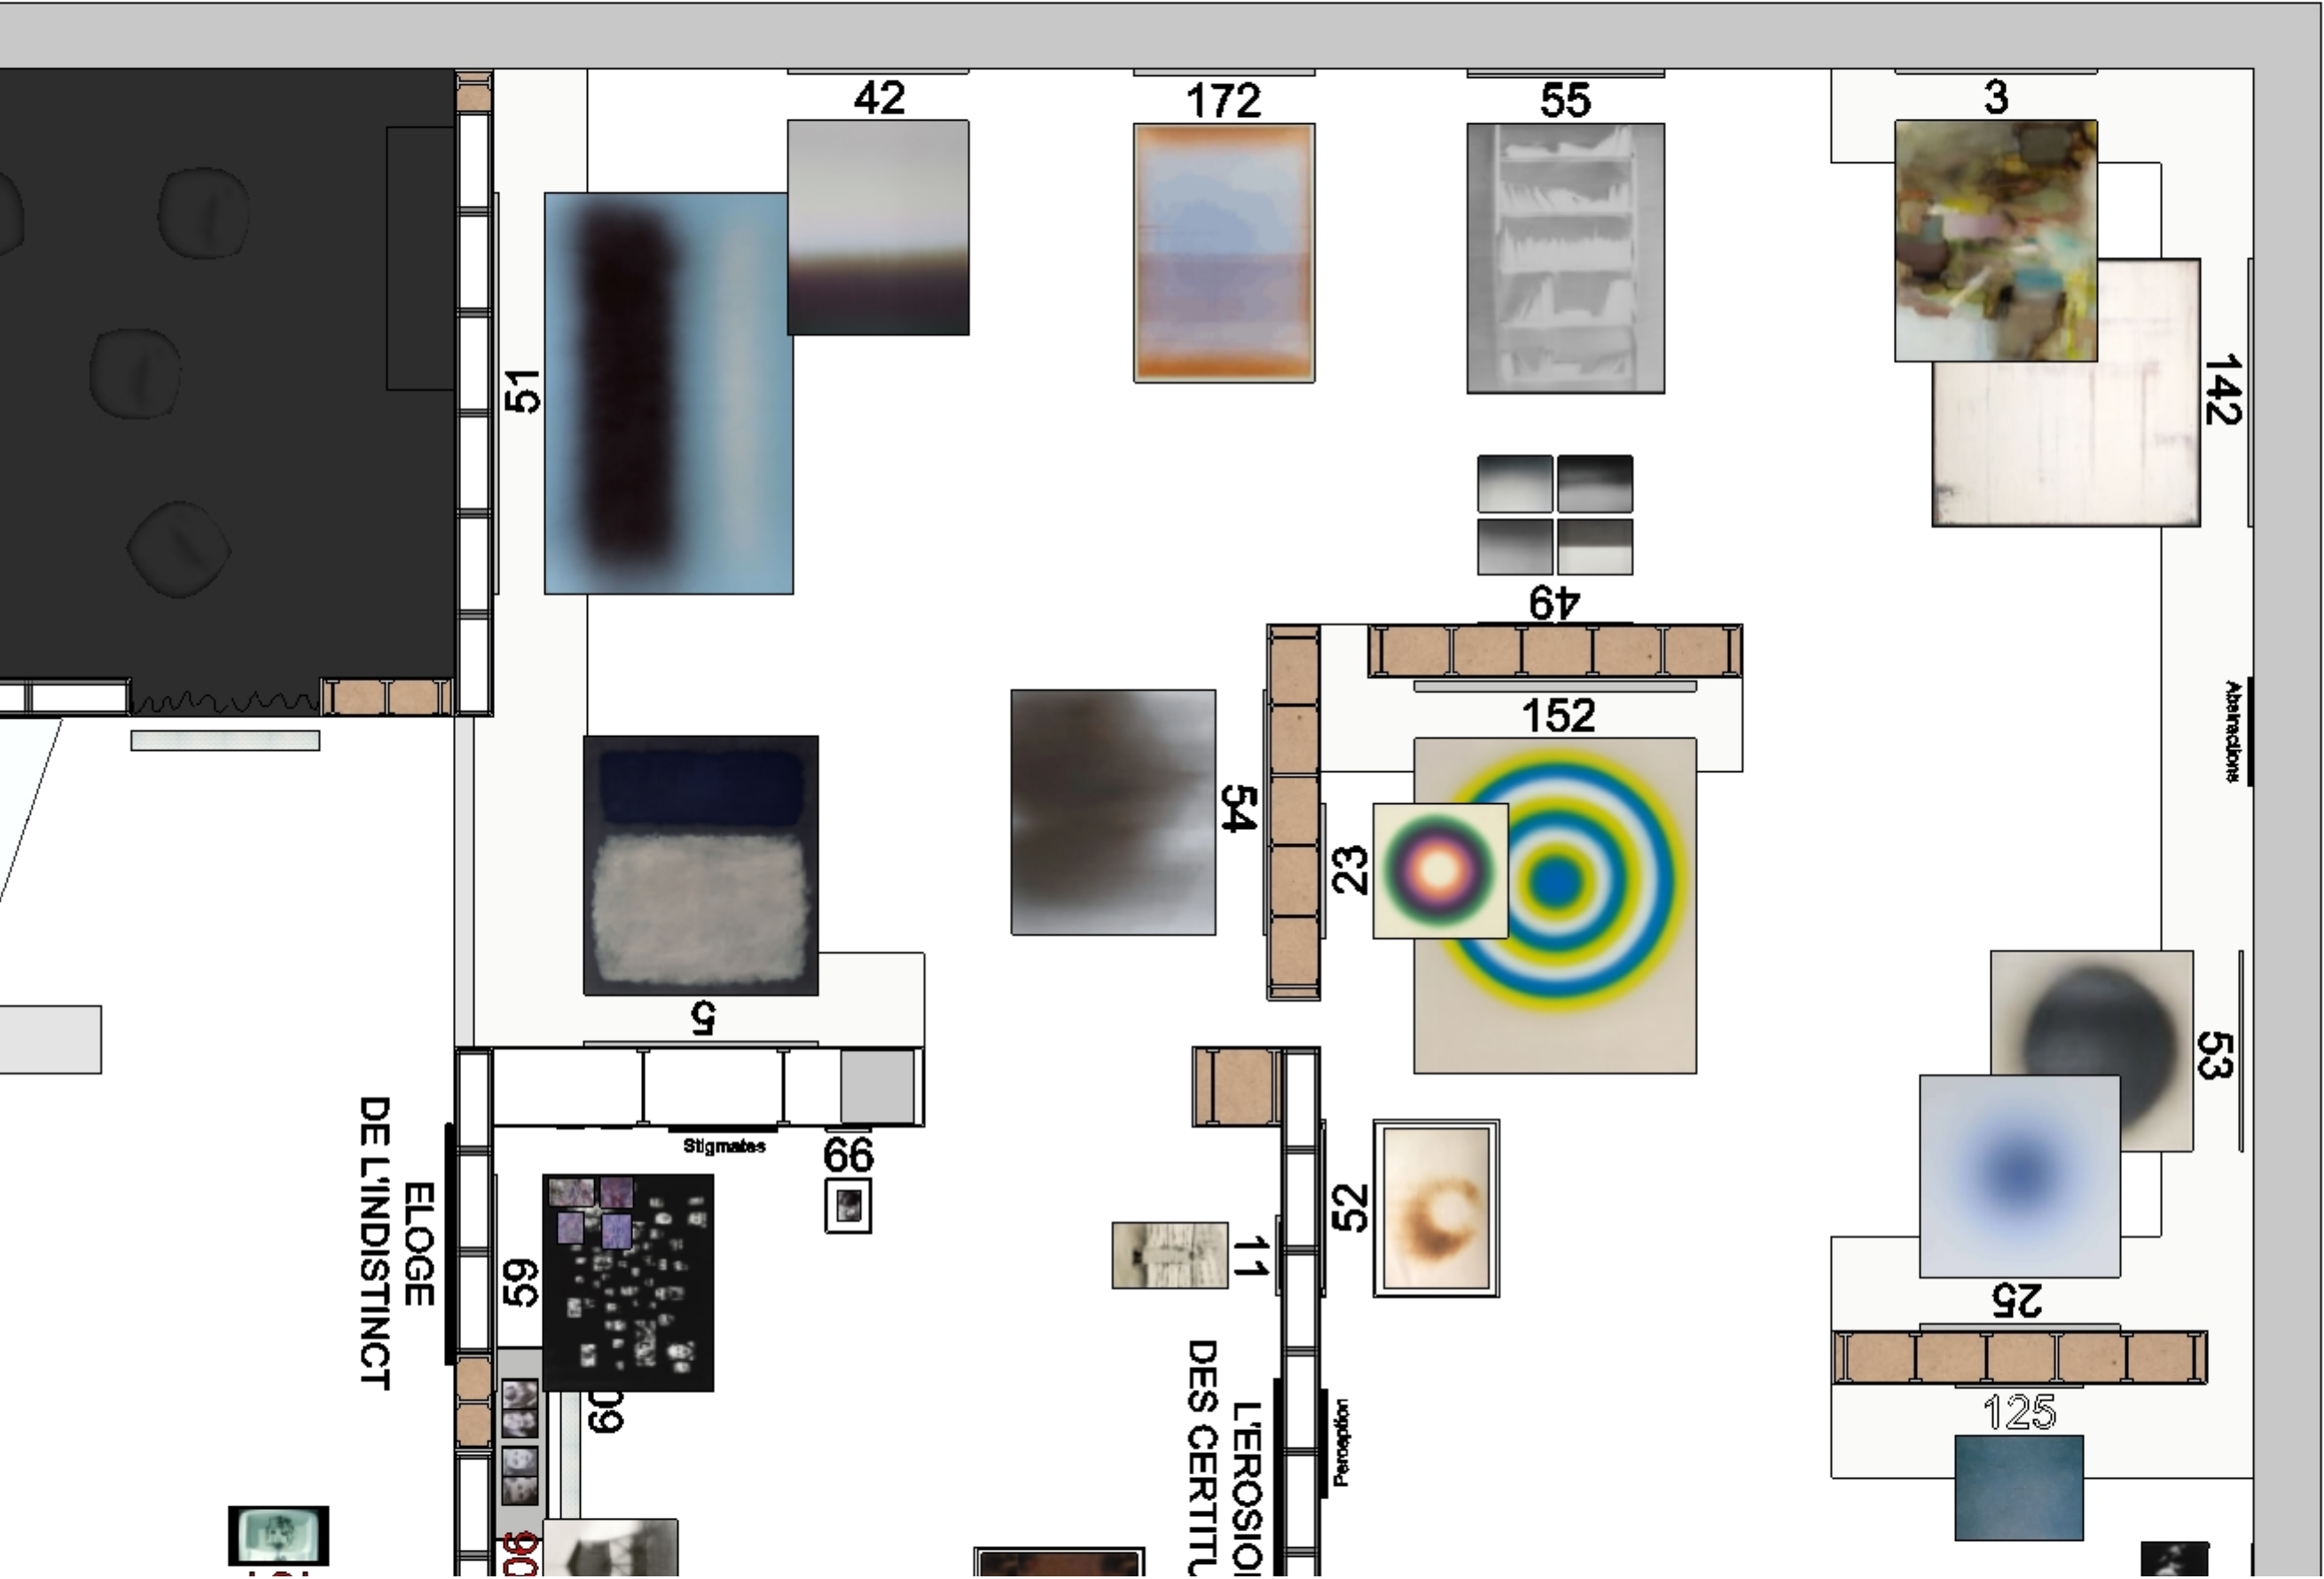 42
172
55
3
51
142
49
152
54
23
Abstractions
5
53
Stigmates
66
ELOGE
DE L'INDISTINCT
59
11
52
25
60
L'EROSIO
DES CERTITU
Perception
125